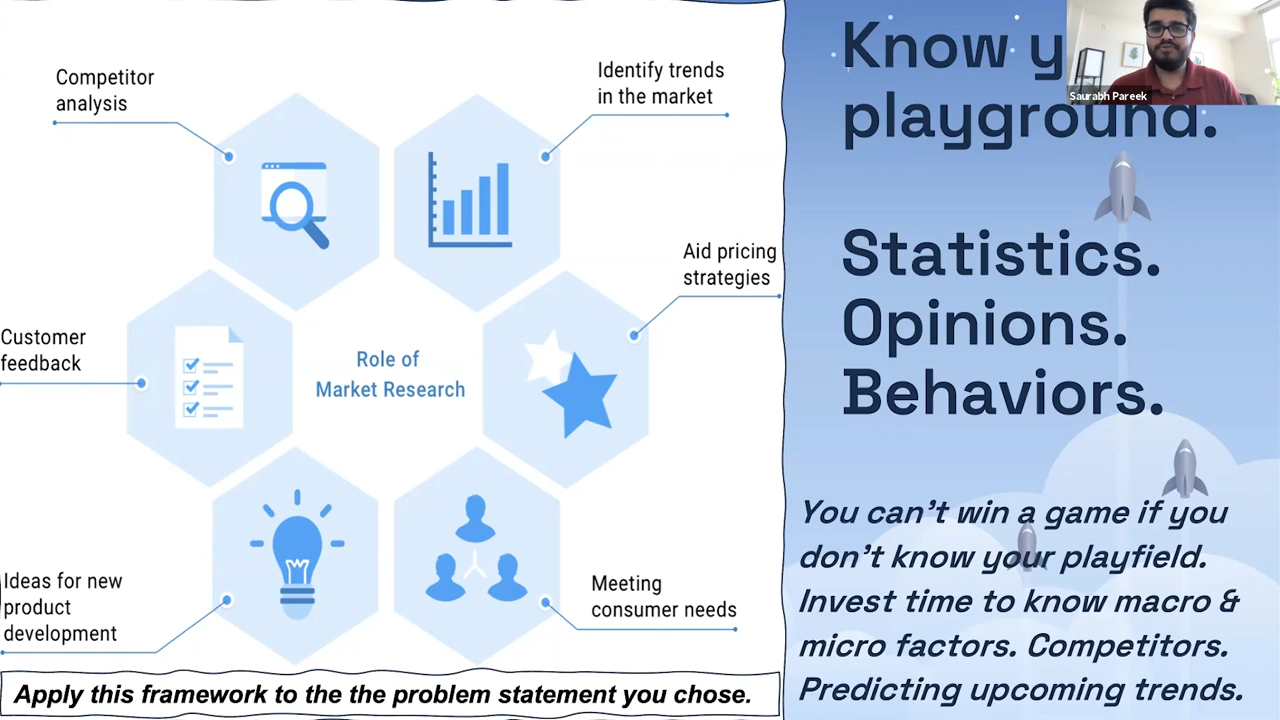 Competitor
analysis
Identify trends
in the market
Aid pricing
strategies
Customer
feedback
Role of
Market Research
Ideas for new
product
development
Meeting
consumer needs
Apply this framework to the the problem statement you chose.
Know y
playground.
Saurabh Pareek
Statistics.
Opinions.
Behaviors.
You can't win a game if you
don't know your playfield.
Invest time to know macro &
micro factors. Competitors.
Predicting upcoming trends.